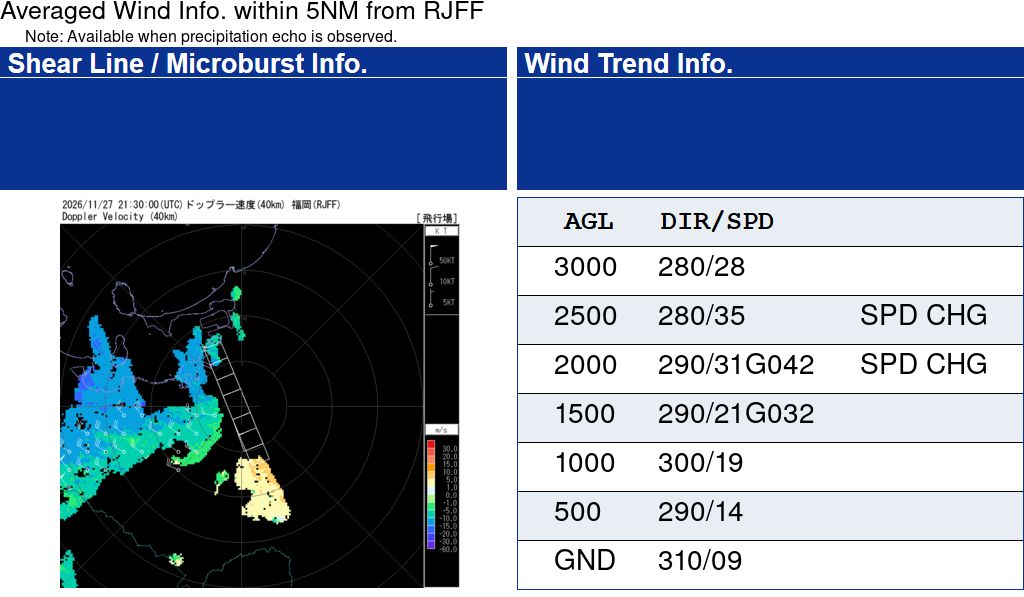 Averaged Wind Info. within 5NM from RJFF
Note: Available when precipitation echo is observed.
Shear Line / Microburst Info.
Wind Trend Info.
2026/11/27 21:30:00(UTC) ドップラー速度(40km) 福岡(RJFF)
Doppler Velocity (40km)
[飛行場]
KT
50KT
10KT
5KT
m/s
30.0
20.0
15.0
10.0
5.0
1.0
0.0
-1.0
-5.0
-10.0
-15.0
-20.0
-30.0
-60.0
AGL DIR/SPD
3000 280/28
2500 280/35 SPD CHG
2000 290/31G042 SPD CHG
1500 290/21G032
1000 300/19
500 290/14
GND 310/09